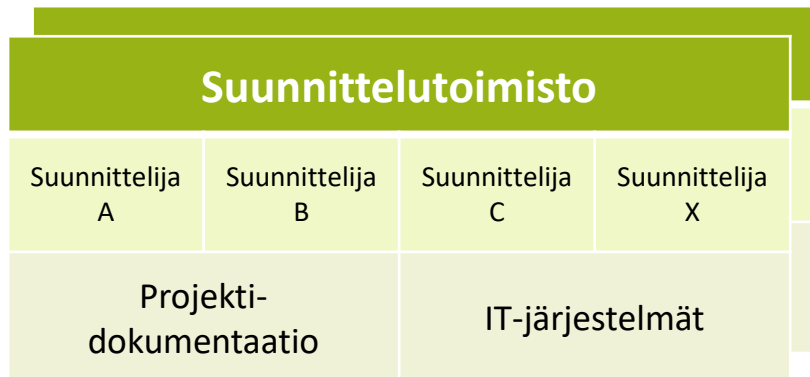 Suunnittelutoimisto
Suunnittelija
A
Suunnittelija
B
Suunnittelija
C
Suunnittelija
X
Projekti-
dokumentaatio
IT-järjestelmät